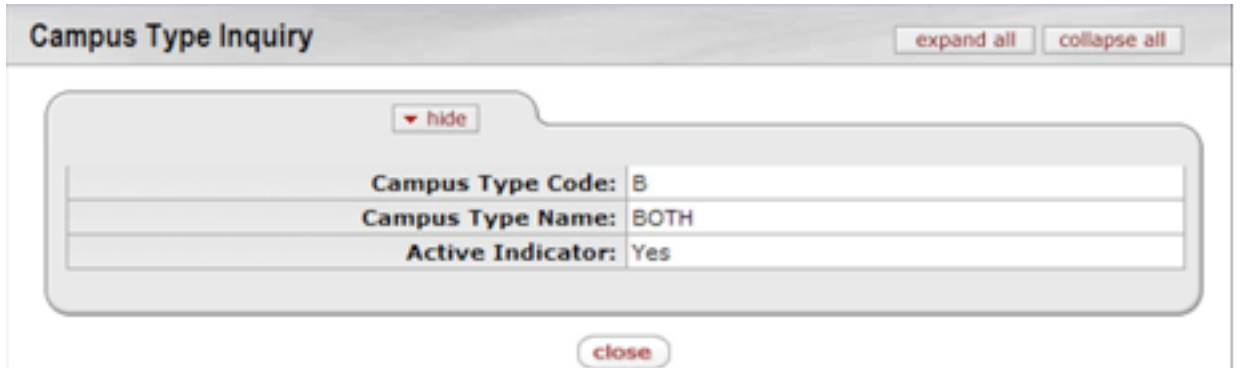 Campus Type Inquiry expand all collapse all
hide
Campus Type Code: B
Campus Type Name: BOTH
Active Indicator: Yes
close